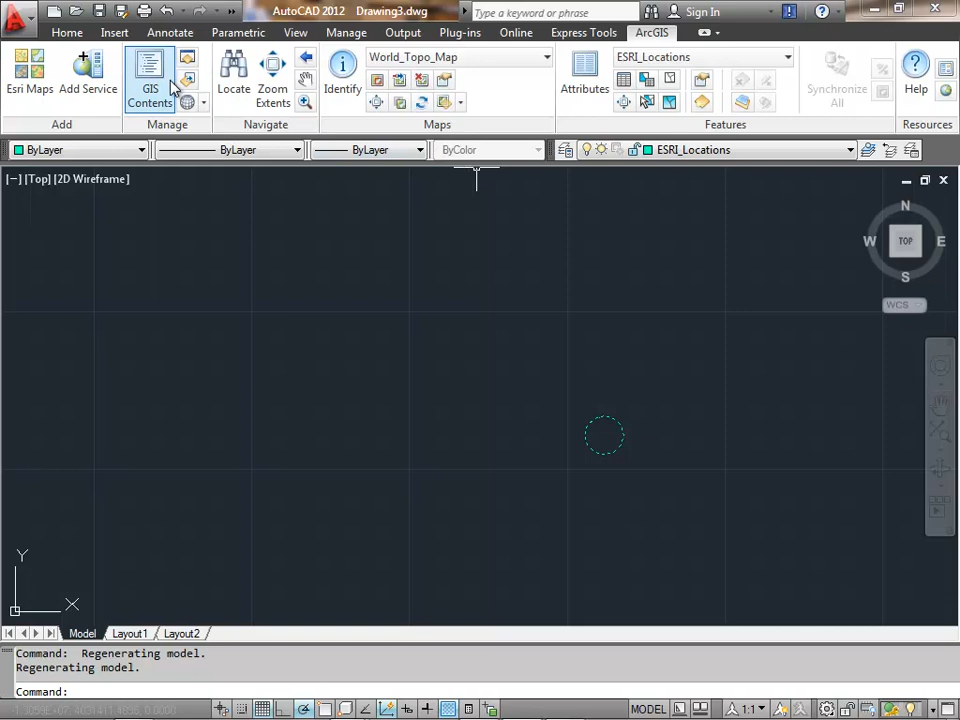 AutoCAD 2012 Drawing3.dwg
Type a keyword or phrase
Sign In
Home Insert Annotate Parametric View Manage Output Plug-ins Online Express Tools ArcGIS
World_Topo_Map
ESRI_Locations
Esri Maps
Add Service
GIS Contents
Locate
Zoom Extents
Identify
Attributes
Synchronize All
Help
Add
Manage
Navigate
Maps
Features
Resources
ByLayer
ByLayer
ByLayer
ByColor
ESRI_Locations
[−] [Top] [2D Wireframe]
N
W
TOP
E
S
WCS
Y
X
Model Layout1 Layout2
Command: Regenerating model.
Regenerating model.
Command:
MODEL
1:1